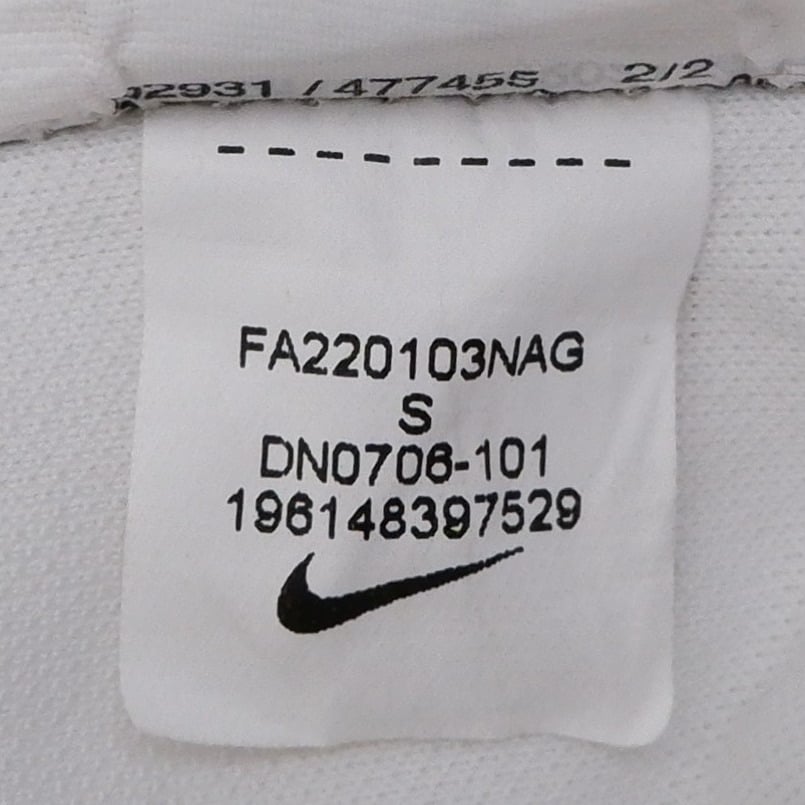 2931 / 477455 2/2
FA220103NAG
S
DN0706-101
196148397529